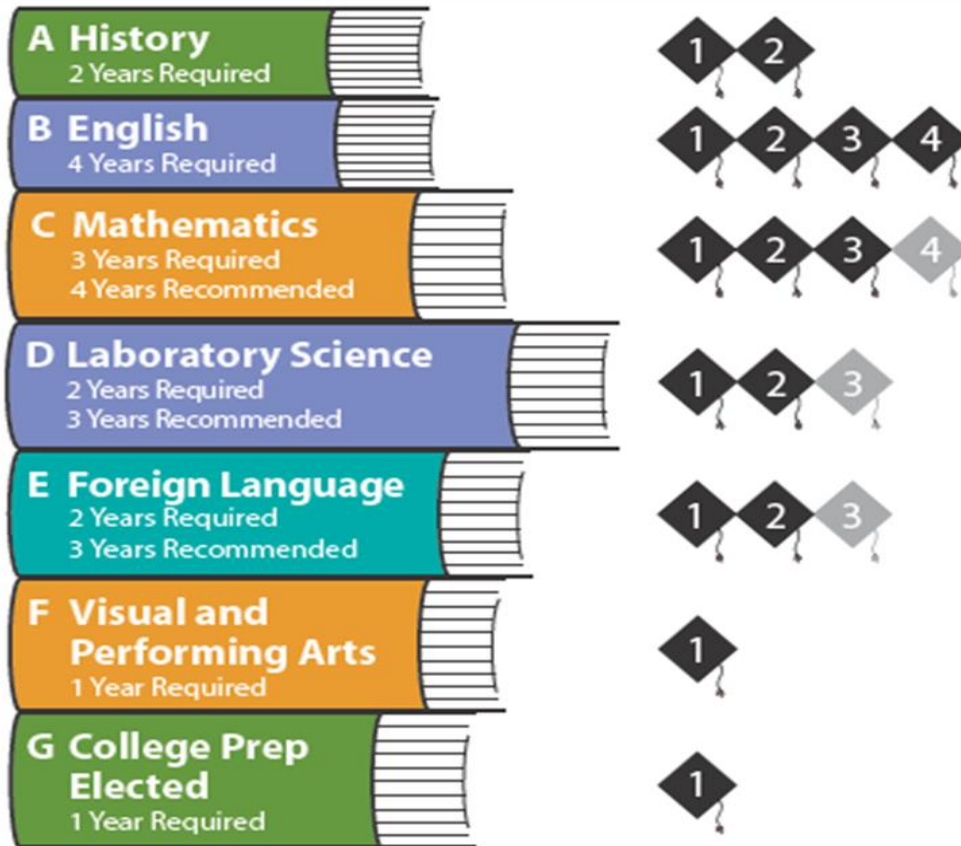 A History
2 Years Required
1 2
B English
4 Years Required
1 2 3 4
C Mathematics
3 Years Required
4 Years Recommended
1 2 3 4
D Laboratory Science
2 Years Required
3 Years Recommended
1 2 3
E Foreign Language
2 Years Required
3 Years Recommended
1 2 3
F Visual and
Performing Arts
1 Year Required
1
G College Prep
Elected
1 Year Required
1